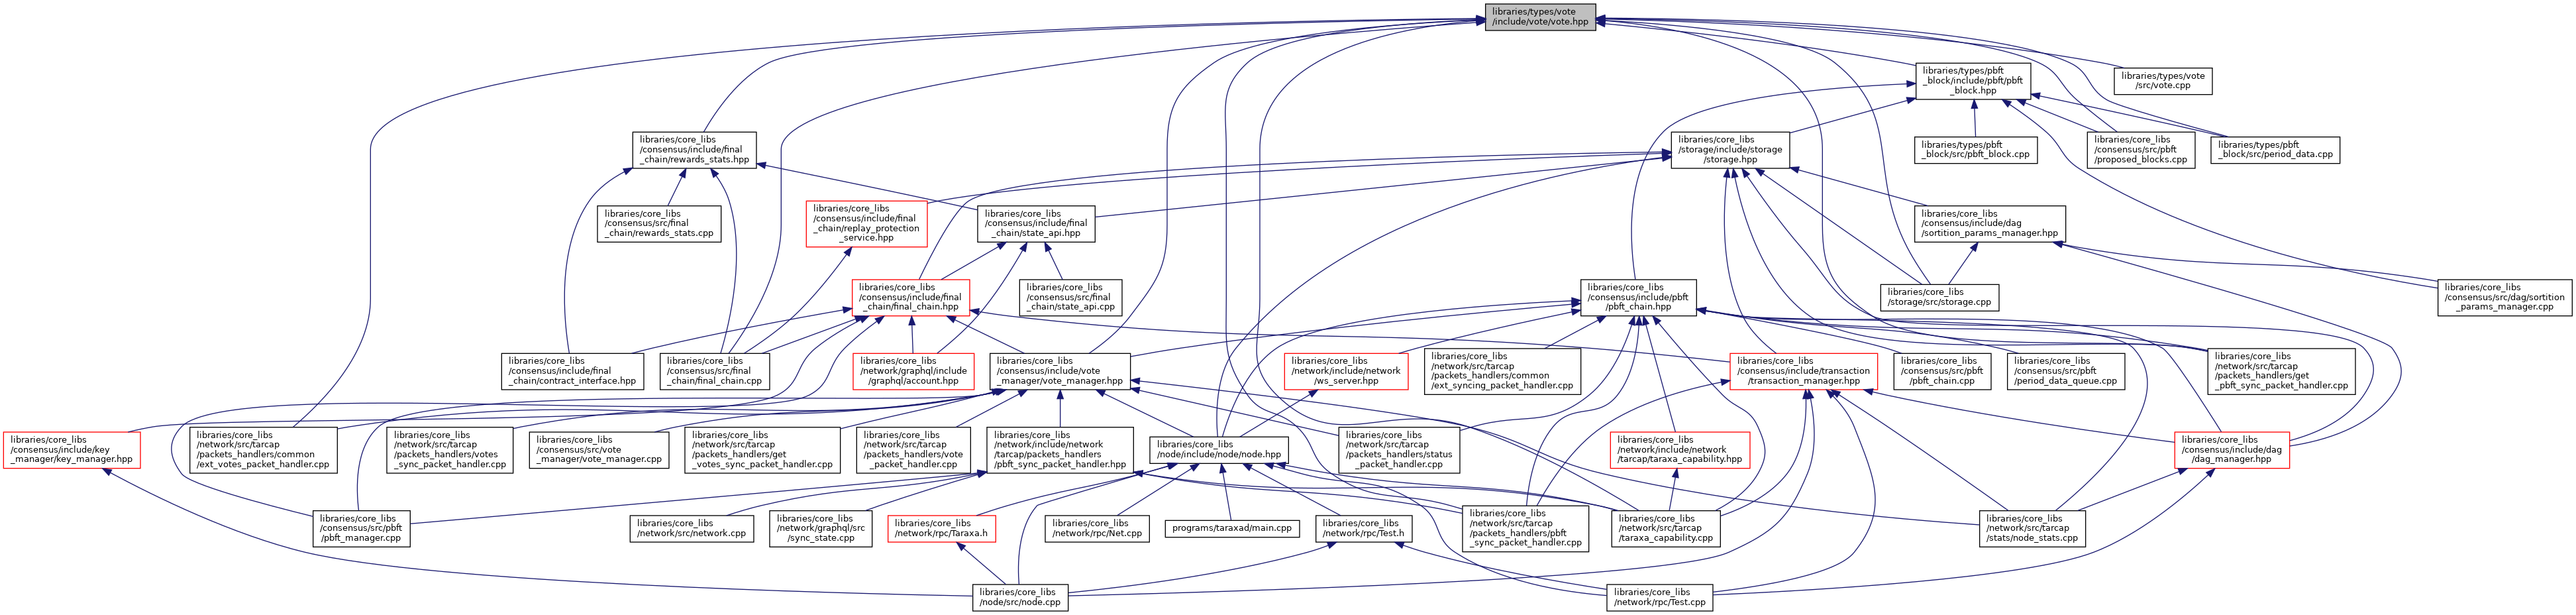 libraries/types/vote
/include/vote/vote.hpp
libraries/types/pbft
_block/include/pbft/pbft
_block.hpp
libraries/types/vote
/src/vote.cpp
libraries/core_libs
/consensus/include/final
_chain/rewards_stats.hpp
libraries/core_libs
/storage/include/storage
/storage.hpp
libraries/types/pbft
_block/src/pbft_block.cpp
libraries/core_libs
/consensus/src/pbft
/proposed_blocks.cpp
libraries/types/pbft
_block/src/period_data.cpp
libraries/core_libs
/consensus/src/final
_chain/rewards_stats.cpp
libraries/core_libs
/consensus/include/final
_chain/replay_protection
_service.hpp
libraries/core_libs
/consensus/include/final
_chain/state_api.hpp
libraries/core_libs
/consensus/include/dag
/sortition_params_manager.hpp
libraries/core_libs
/consensus/include/final
_chain/final_chain.hpp
libraries/core_libs
/consensus/src/final
_chain/state_api.cpp
libraries/core_libs
/consensus/include/pbft
/pbft_chain.hpp
libraries/core_libs
/storage/src/storage.cpp
libraries/core_libs
/consensus/src/dag/sortition
_params_manager.cpp
libraries/core_libs
/consensus/include/final
_chain/contract_interface.hpp
libraries/core_libs
/consensus/src/final
_chain/final_chain.cpp
libraries/core_libs
/network/graphql/include
/graphql/account.hpp
libraries/core_libs
/consensus/include/vote
_manager/vote_manager.hpp
libraries/core_libs
/network/include/network
/ws_server.hpp
libraries/core_libs
/network/src/tarcap
/packets_handlers/common
/ext_syncing_packet_handler.cpp
libraries/core_libs
/consensus/include/transaction
/transaction_manager.hpp
libraries/core_libs
/consensus/src/pbft
/pbft_chain.cpp
libraries/core_libs
/consensus/src/pbft
/period_data_queue.cpp
libraries/core_libs
/network/src/tarcap
/packets_handlers/get
_pbft_sync_packet_handler.cpp
libraries/core_libs
/consensus/include/key
_manager/key_manager.hpp
libraries/core_libs
/network/src/tarcap
/packets_handlers/common
/ext_votes_packet_handler.cpp
libraries/core_libs
/network/src/tarcap
/packets_handlers/votes
_sync_packet_handler.cpp
libraries/core_libs
/consensus/src/vote
_manager/vote_manager.cpp
libraries/core_libs
/network/src/tarcap
/packets_handlers/get
_votes_sync_packet_handler.cpp
libraries/core_libs
/network/src/tarcap
/packets_handlers/vote
_packet_handler.cpp
libraries/core_libs
/network/include/network
/tarcap/packets_handlers
/pbft_sync_packet_handler.hpp
libraries/core_libs
/node/include/node/node.hpp
libraries/core_libs
/network/src/tarcap
/packets_handlers/status
_packet_handler.cpp
libraries/core_libs
/network/include/network
/tarcap/taraxa_capability.hpp
libraries/core_libs
/consensus/include/dag
/dag_manager.hpp
libraries/core_libs
/consensus/src/pbft
/pbft_manager.cpp
libraries/core_libs
/network/src/network.cpp
libraries/core_libs
/network/graphql/src
/sync_state.cpp
libraries/core_libs
/network/rpc/Taraxa.h
libraries/core_libs
/network/rpc/Net.cpp
programs/taraxad/main.cpp
libraries/core_libs
/network/rpc/Test.h
libraries/core_libs
/network/src/tarcap
/packets_handlers/pbft
_sync_packet_handler.cpp
libraries/core_libs
/network/src/tarcap
/taraxa_capability.cpp
libraries/core_libs
/network/src/tarcap
/stats/node_stats.cpp
libraries/core_libs
/node/src/node.cpp
libraries/core_libs
/network/rpc/Test.cpp